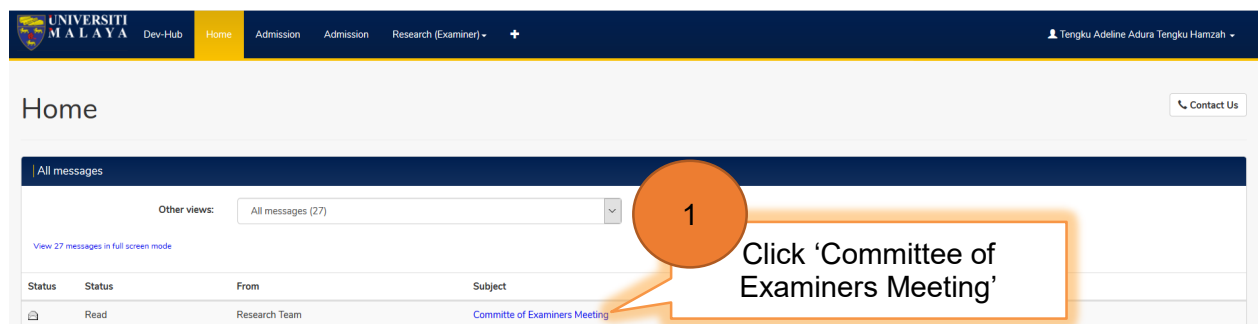 UNIVERSITI
MALAYA
Dev-Hub Home Admission Admission Research (Examiner) Tengku Adeline Adura Tengku Hamzah
Home
Contact Us
All messages
Other views: All messages (27)
1
View 27 messages in full screen mode
Click ‘Committee of
Examiners Meeting’
Status Status From Subject
Read Research Team Committe of Examiners Meeting